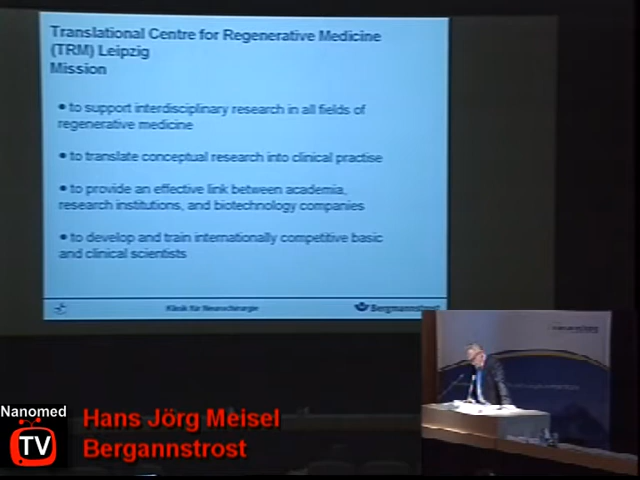 Translational Centre for Regenerative Medicine
(TRM) Leipzig
Mission
● to support interdisciplinary research in all fields of
regenerative medicine
● to translate conceptual research into clinical practise
● to provide an effective link between academia,
research institutions, and biotechnology companies
● to develop and train internationally competitive basic
and clinical scientists
Klinik für Neurochirurgie
Bergmannstrost
Nanomed
TV
Hans Jörg Meisel
Bergannstrost